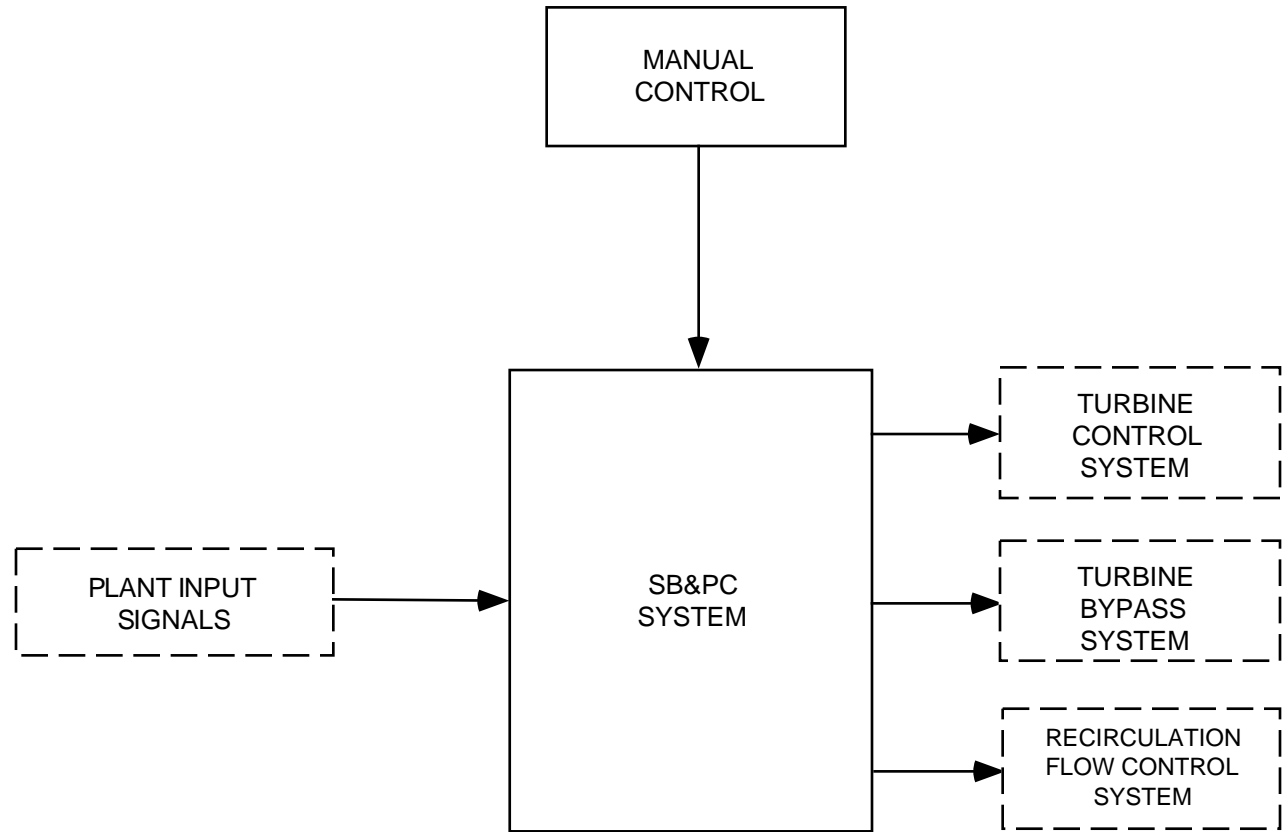 MANUAL
CONTROL
TURBINE
CONTROL
SYSTEM
PLANT INPUT
SIGNALS
SB&PC
SYSTEM
TURBINE
BYPASS
SYSTEM
RECIRCULATION
FLOW CONTROL
SYSTEM